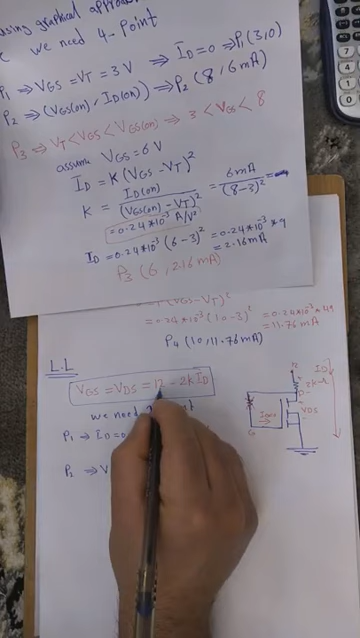 using graphical
we need 4-Point
P1 ⇒ VGS = VT = 3 V ⇒ ID = 0 ⇒ P1 (3,0)
P2 ⇒ (VGS(on), ID(on)) ⇒ P2 (8, 6mA)
P3 ⇒ VT < VGS < VGS(on) ⇒ 3 < VGS < 8
assume VGS = 6 V
ID = K (VGS - VT)²
K = ID(on) / (VGS(on) - VT)² = 6mA / (8-3)² =
= 0.24 * 10⁻³ A/V²
ID = 0.24 * 10⁻³ (6-3)² = 0.24 * 10⁻³ * 9
= 2.16 mA
P3 (6, 2.16 mA)
(VGS - VT)²
= 0.24 * 10⁻³ (10-3)² = 0.24 * 10⁻³ * 49
= 11.76 mA
P4 (10, 11.76 mA)
L.L
VGS = VDS = 12 - 2k ID
we need
P1 ⇒ ID = 0
P2 ⇒ V
12
ID
2k
D
VDS
G